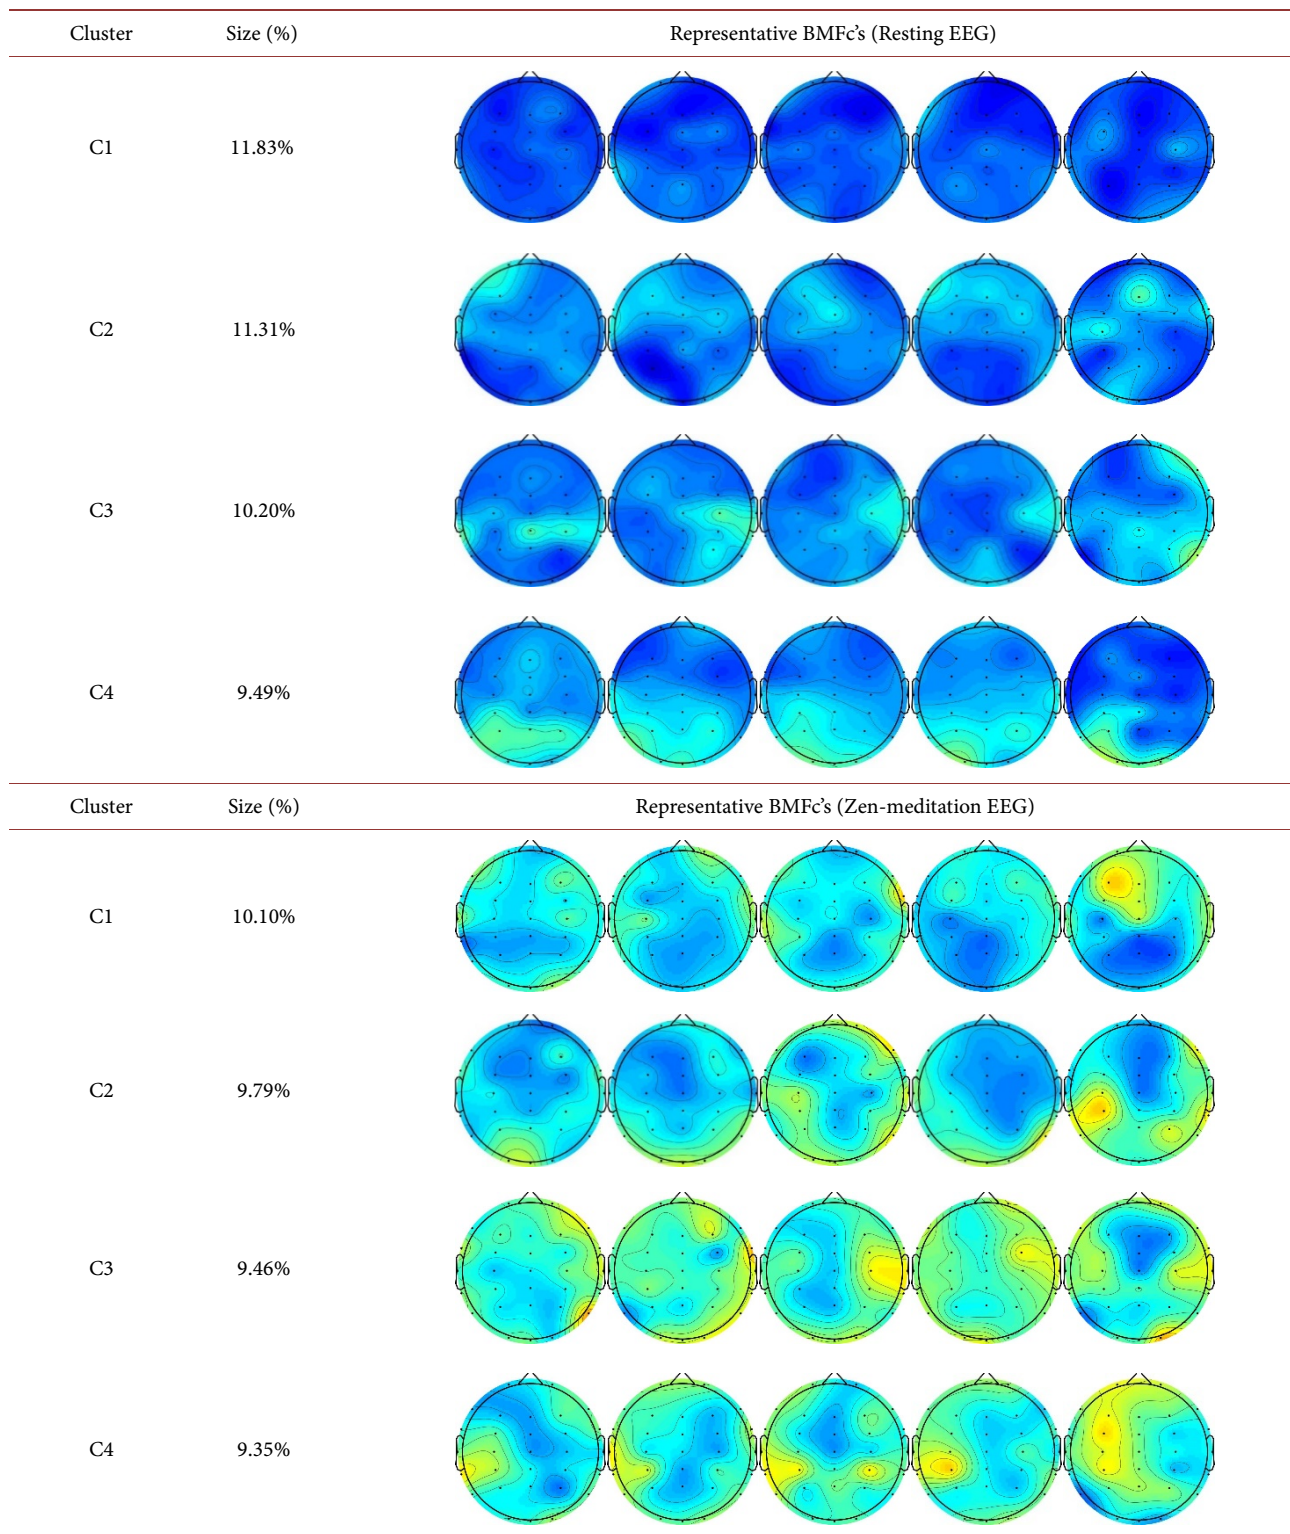 Cluster Size (%) Representative BMFc's (Resting EEG)
C1 11.83%
C2 11.31%
C3 10.20%
C4 9.49%
Cluster Size (%) Representative BMFc's (Zen-meditation EEG)
C1 10.10%
C2 9.79%
C3 9.46%
C4 9.35%